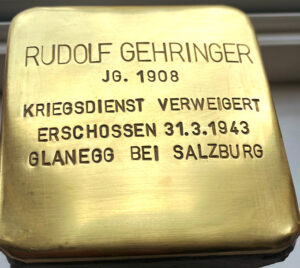 RUDOLF GEHRINGER
JG. 1908
KRIEGSDIENST VERWEIGERT
ERSCHOSSEN 31.3.1943
GLANEGG BEI SALZBURG